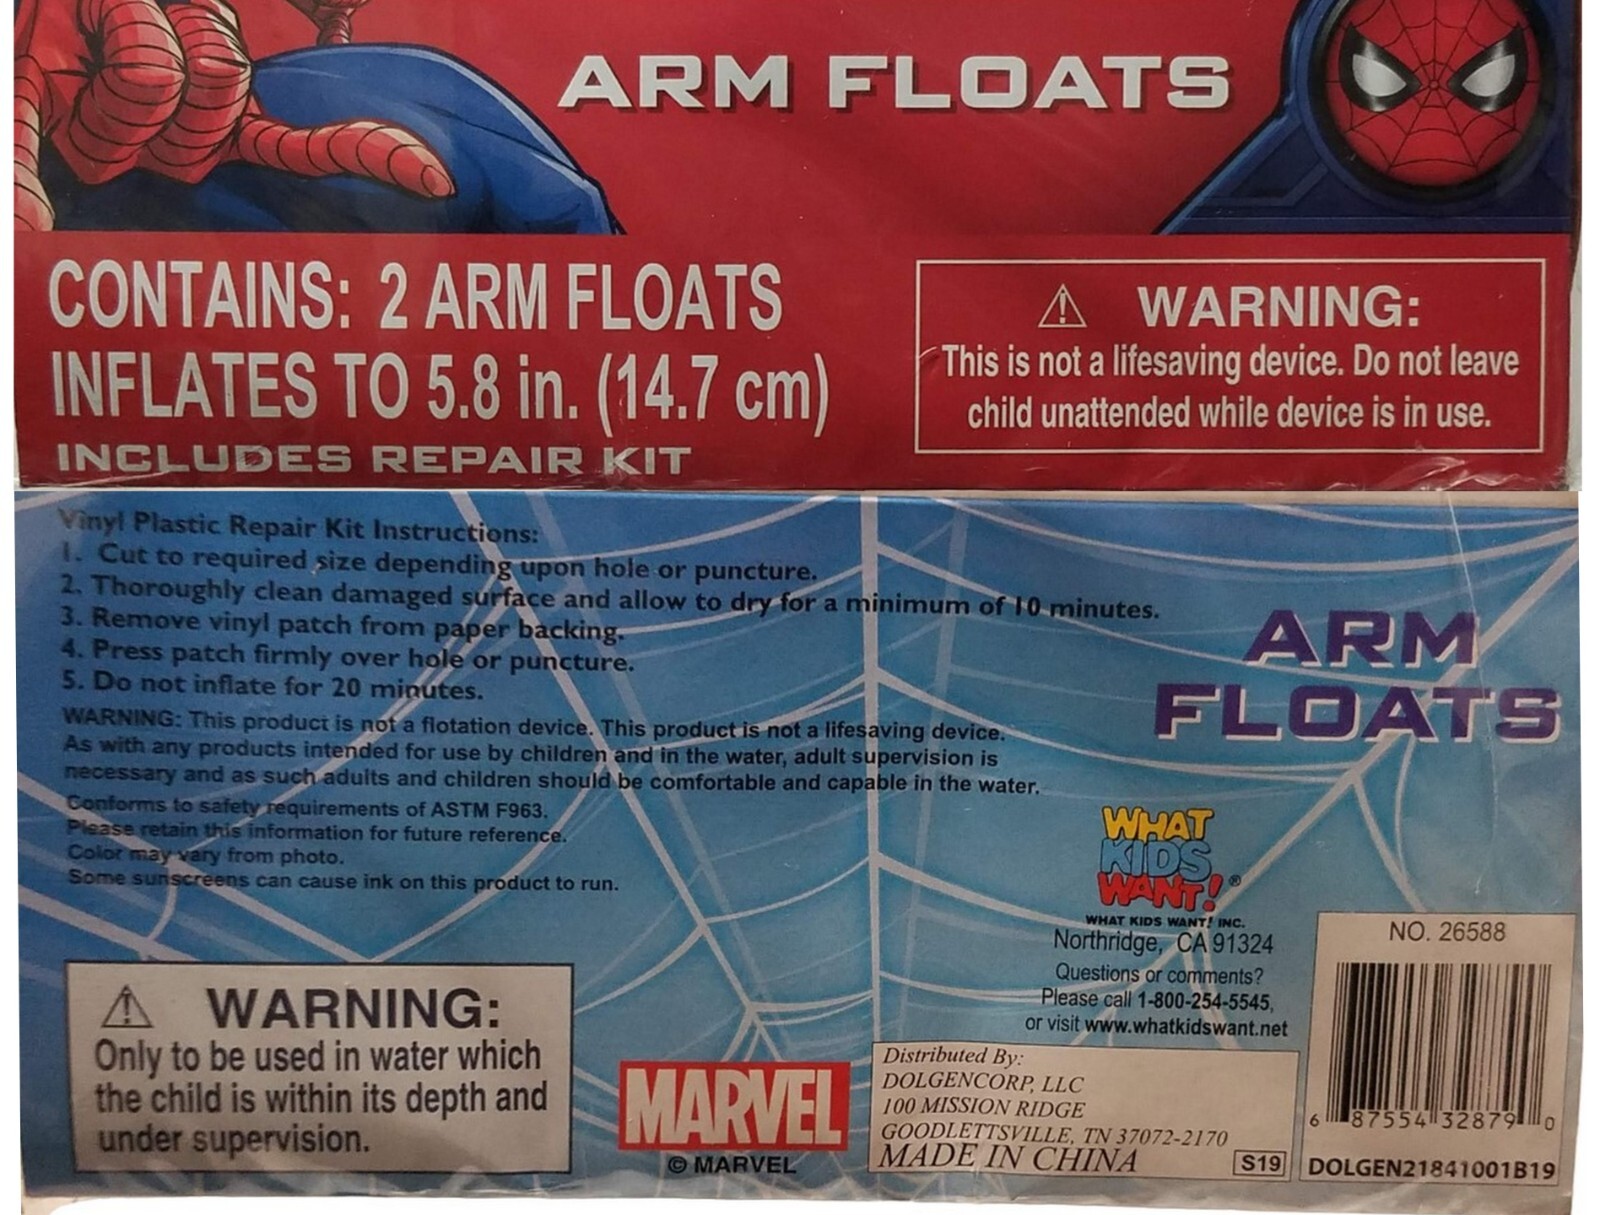 ARM FLOATS
CONTAINS: 2 ARM FLOATS
INFLATES TO 5.8 in. (14.7 cm)
INCLUDES REPAIR KIT
⚠ WARNING:
This is not a lifesaving device. Do not leave
child unattended while device is in use.
Vinyl Plastic Repair Kit Instructions:
1. Cut to required size depending upon hole or puncture.
2. Thoroughly clean damaged surface and allow to dry for a minimum of 10 minutes.
3. Remove vinyl patch from paper backing.
4. Press patch firmly over hole or puncture.
5. Do not inflate for 20 minutes.
WARNING: This product is not a flotation device. This product is not a lifesaving device.
As with any products intended for use by children and in the water, adult supervision is
necessary and as such adults and children should be comfortable and capable in the water.
Conforms to safety requirements of ASTM F963.
Please retain this information for future reference.
Color may vary from photo.
Some sunscreens can cause ink on this product to run.
⚠ WARNING:
Only to be used in water which
the child is within its depth and
under supervision.
MARVEL
© MARVEL
ARM
FLOATS
WHAT
KIDS
WANT!®
WHAT KIDS WANT! INC.
Northridge, CA 91324
Questions or comments?
Please call 1-800-254-5545,
or visit www.whatkidswant.net
Distributed By:
DOLGENCORP, LLC
100 MISSION RIDGE
GOODLETTSVILLE, TN 37072-2170
MADE IN CHINA
S19
NO. 26588
6 87554 32879 0
DOLGEN21841001B19